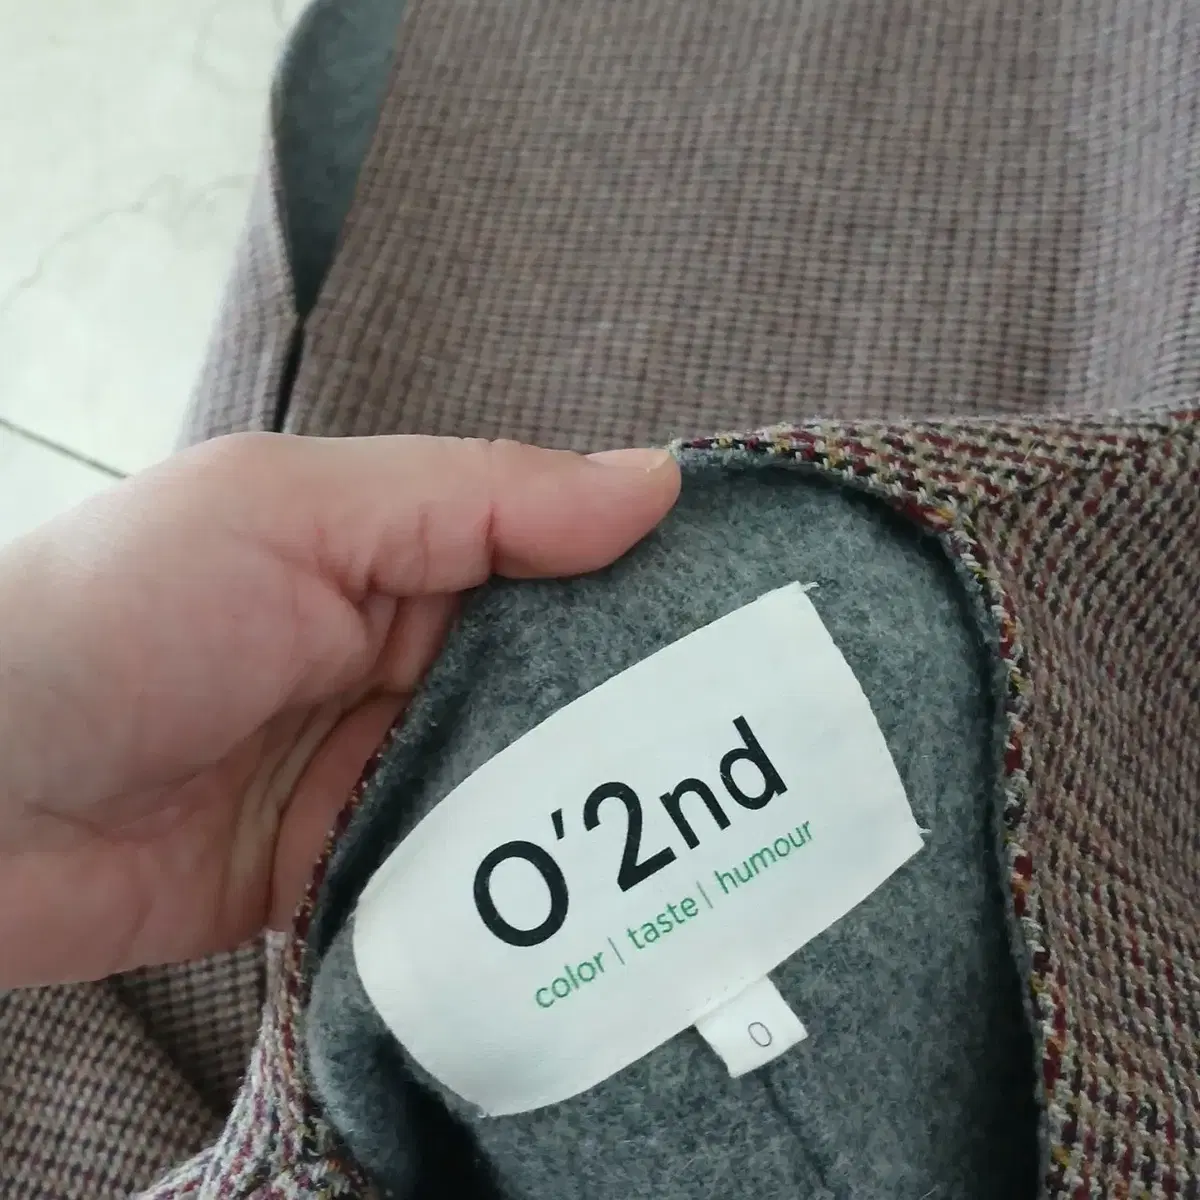 O'2nd
color | taste | humour
0